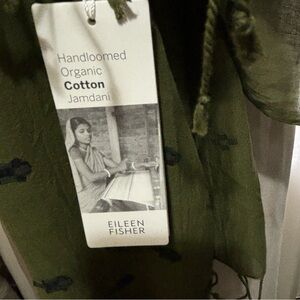 Handloomed
Organic
Cotton
Jamdani
EILEEN
FISHER